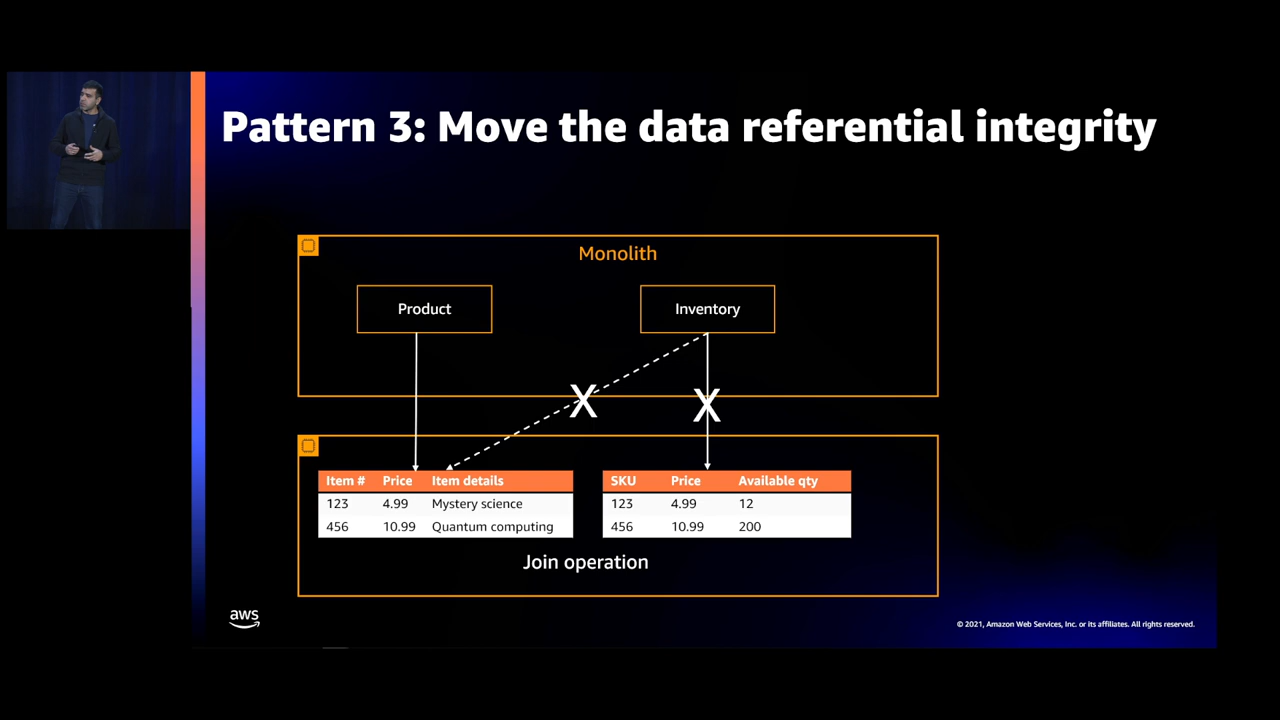 Pattern 3: Move the data referential integrity
Monolith
Product
Inventory
X
X
Item # Price Item details
123 4.99 Mystery science
456 10.99 Quantum computing
SKU Price Available qty
123 4.99 12
456 10.99 200
Join operation
aws
© 2021, Amazon Web Services, Inc. or its affiliates. All rights reserved.